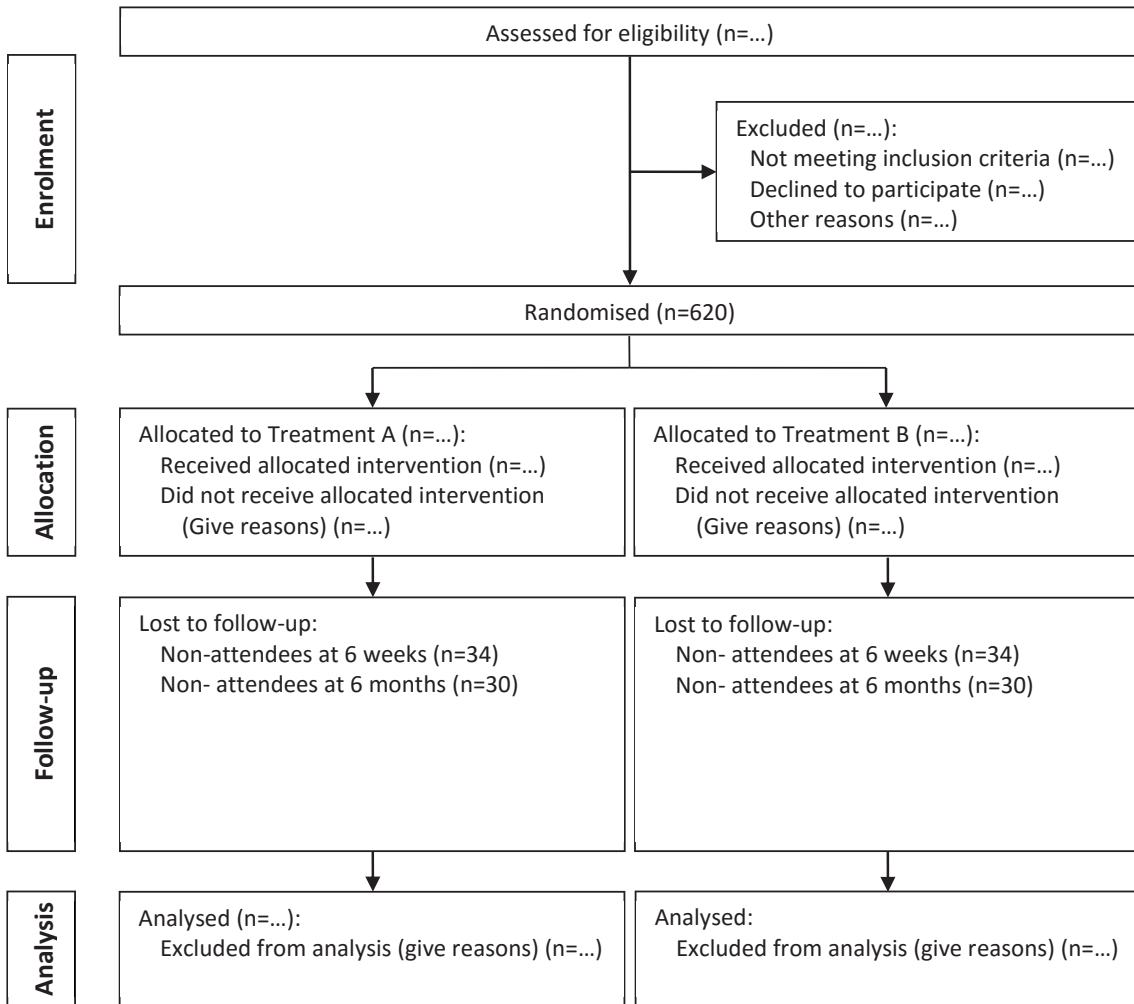 Assessed for eligibility (n=…)
Enrolment
Excluded (n=…):
Not meeting inclusion criteria (n=…)
Declined to participate (n=…)
Other reasons (n=…)
Randomised (n=620)
Allocation
Allocated to Treatment A (n=…):
Received allocated intervention (n=…)
Did not receive allocated intervention
(Give reasons) (n=…)
Allocated to Treatment B (n=…):
Received allocated intervention (n=…)
Did not receive allocated intervention
(Give reasons) (n=…)
Follow-up
Lost to follow-up:
Non-attendees at 6 weeks (n=34)
Non- attendees at 6 months (n=30)
Lost to follow-up:
Non- attendees at 6 weeks (n=34)
Non- attendees at 6 months (n=30)
Analysis
Analysed (n=…):
Excluded from analysis (give reasons) (n=…)
Analysed:
Excluded from analysis (give reasons) (n=…)